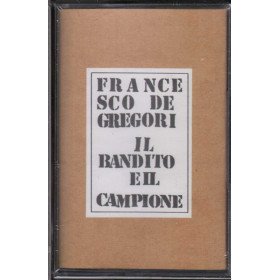 FRANCE
SCO DE
GREGORI
IL
BANDITO
E IL
CAMPIONE